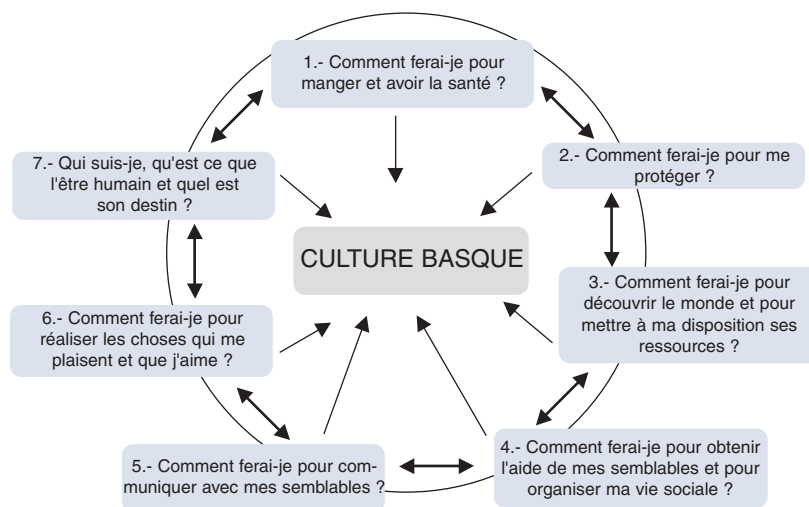 1.- Comment ferai-je pour
manger et avoir la santé ?
2.- Comment ferai-je pour me
protéger ?
3.- Comment ferai-je pour
découvrir le monde et pour
mettre à ma disposition ses
ressources ?
4.- Comment ferai-je pour obtenir
l'aide de mes semblables et pour
organiser ma vie sociale ?
5.- Comment ferai-je pour com-
muniquer avec mes semblables ?
6.- Comment ferai-je pour
réaliser les choses qui me
plaisent et que j'aime ?
7.- Qui suis-je, qu'est ce que
l'être humain et quel est
son destin ?
CULTURE BASQUE